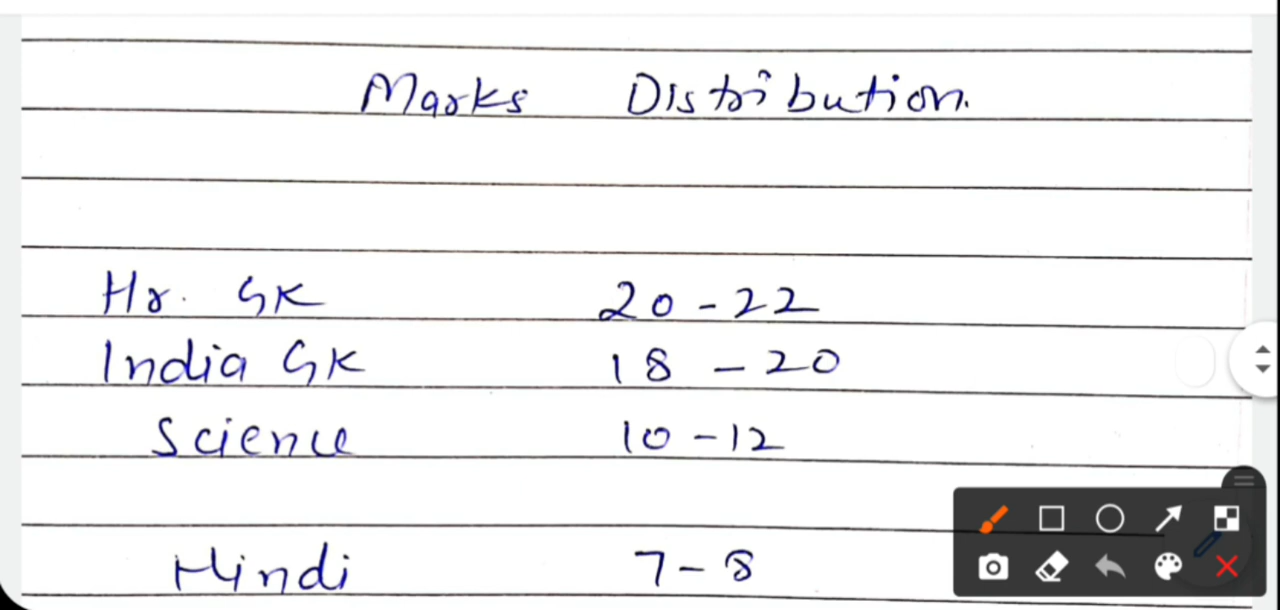 Marks Distribution.
Hr. GK 20-22
India GK 18-20
Science 10-12
Hindi 7-8